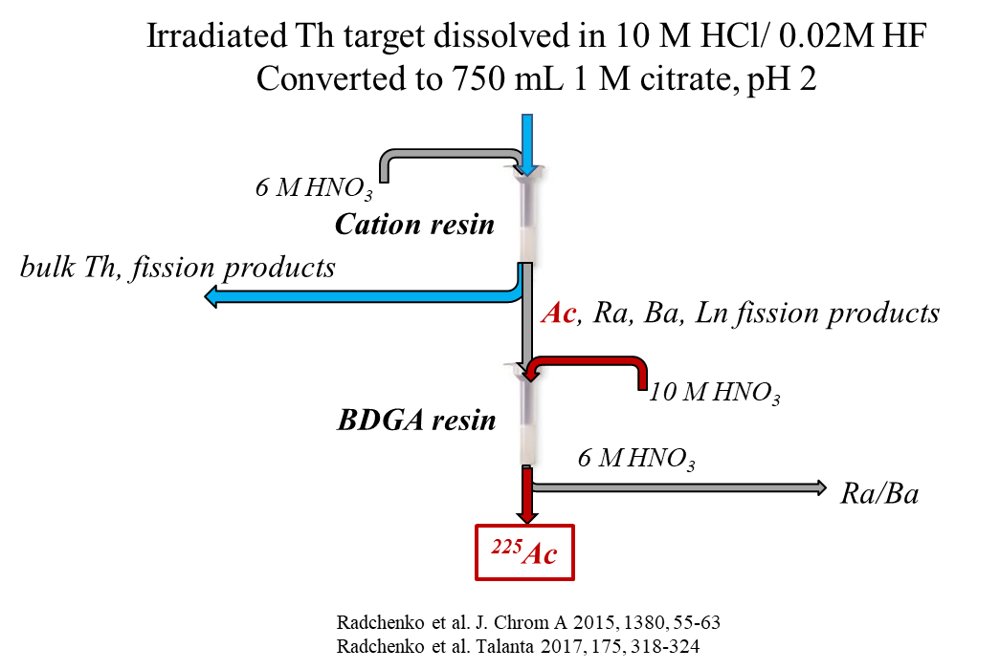 Irradiated Th target dissolved in 10 M HCl/ 0.02M HF
Converted to 750 mL 1 M citrate, pH 2
6 M HNO3
Cation resin
bulk Th, fission products
Ac, Ra, Ba, Ln fission products
10 M HNO3
BDGA resin
6 M HNO3
Ra/Ba
225Ac
Radchenko et al. J. Chrom A 2015, 1380, 55-63
Radchenko et al. Talanta 2017, 175, 318-324